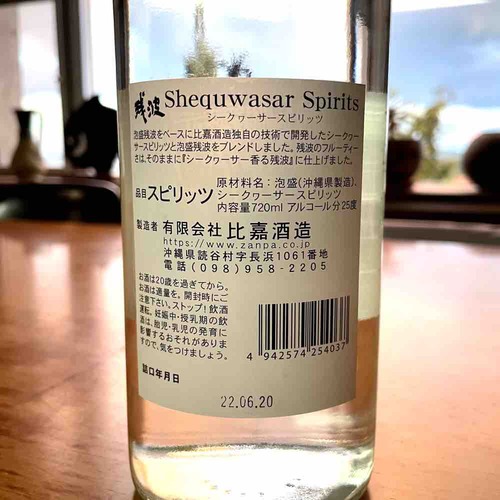 残波 Shequwasar Spirits
シークヮーサースピリッツ
泡盛残波をベースに比嘉酒造独自の技術で開発したシークヮー
サースピリッツと泡盛残波をブレンドしました。残波のフルーティー
さは、そのままに『シークヮーサー香る残波』に仕上げました。
品目 スピリッツ
原材料名:泡盛(沖縄県製造)、
シークヮーサースピリッツ
内容量720ml アルコール分25度
製造者 有限会社 比嘉酒造
https://www.zanpa.co.jp
沖縄県読谷村字長浜1061番地
電話(098)958-2205
お酒は20歳を過ぎてから。
お酒は適量を。開封時にご
注意下さい。ストップ!飲酒
運転。妊娠中・授乳期の飲
酒は、胎児・乳児の発育に
影響するおそれがありま
すので、気をつけましょう。
4 942574 254037
詰口年月日
22.06.20